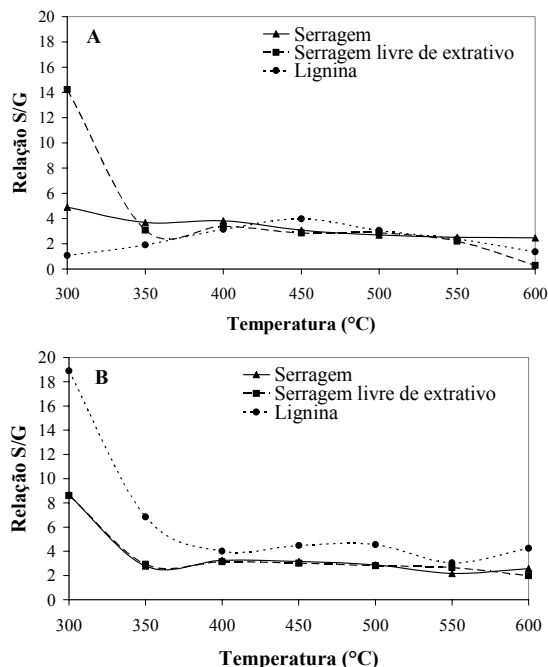 A
Serragem
Serragem livre de extrativo
Lignina
Relação S/G
20
18
16
14
12
10
8
6
4
2
0
300 350 400 450 500 550 600
Temperatura (°C)
B
Serragem
Serragem livre de extrativo
Lignina
Relação S/G
20
18
16
14
12
10
8
6
4
2
0
300 350 400 450 500 550 600
Temperatura (°C)